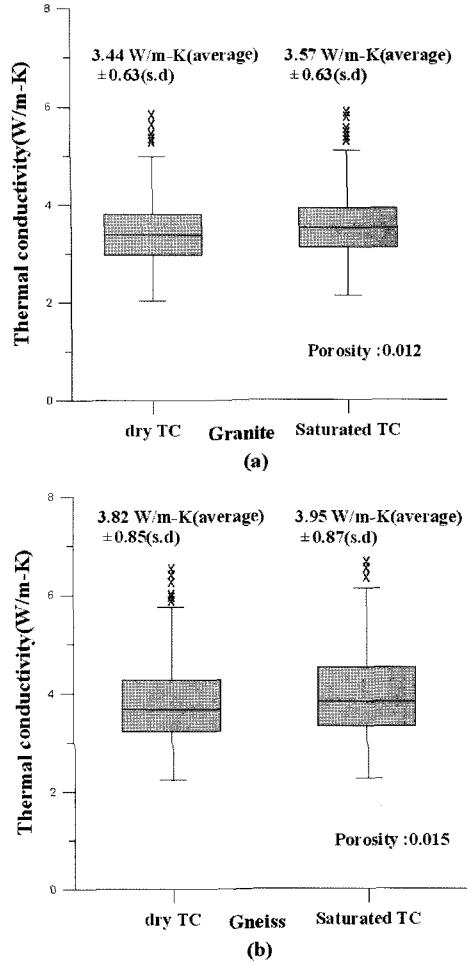 8
3.44 W/m-K(average)
±0.63(s.d)
3.57 W/m-K(average)
±0.63(s.d)
6
Thermal conductivity(W/m-K)
4
2
Porosity :0.012
0
dry TC
Granite
Saturated TC
(a)
8
3.82 W/m-K(average)
±0.85(s.d)
3.95 W/m-K(average)
±0.87(s.d)
6
Thermal conductivity(W/m-K)
4
2
Porosity :0.015
0
dry TC
Gneiss
Saturated TC
(b)